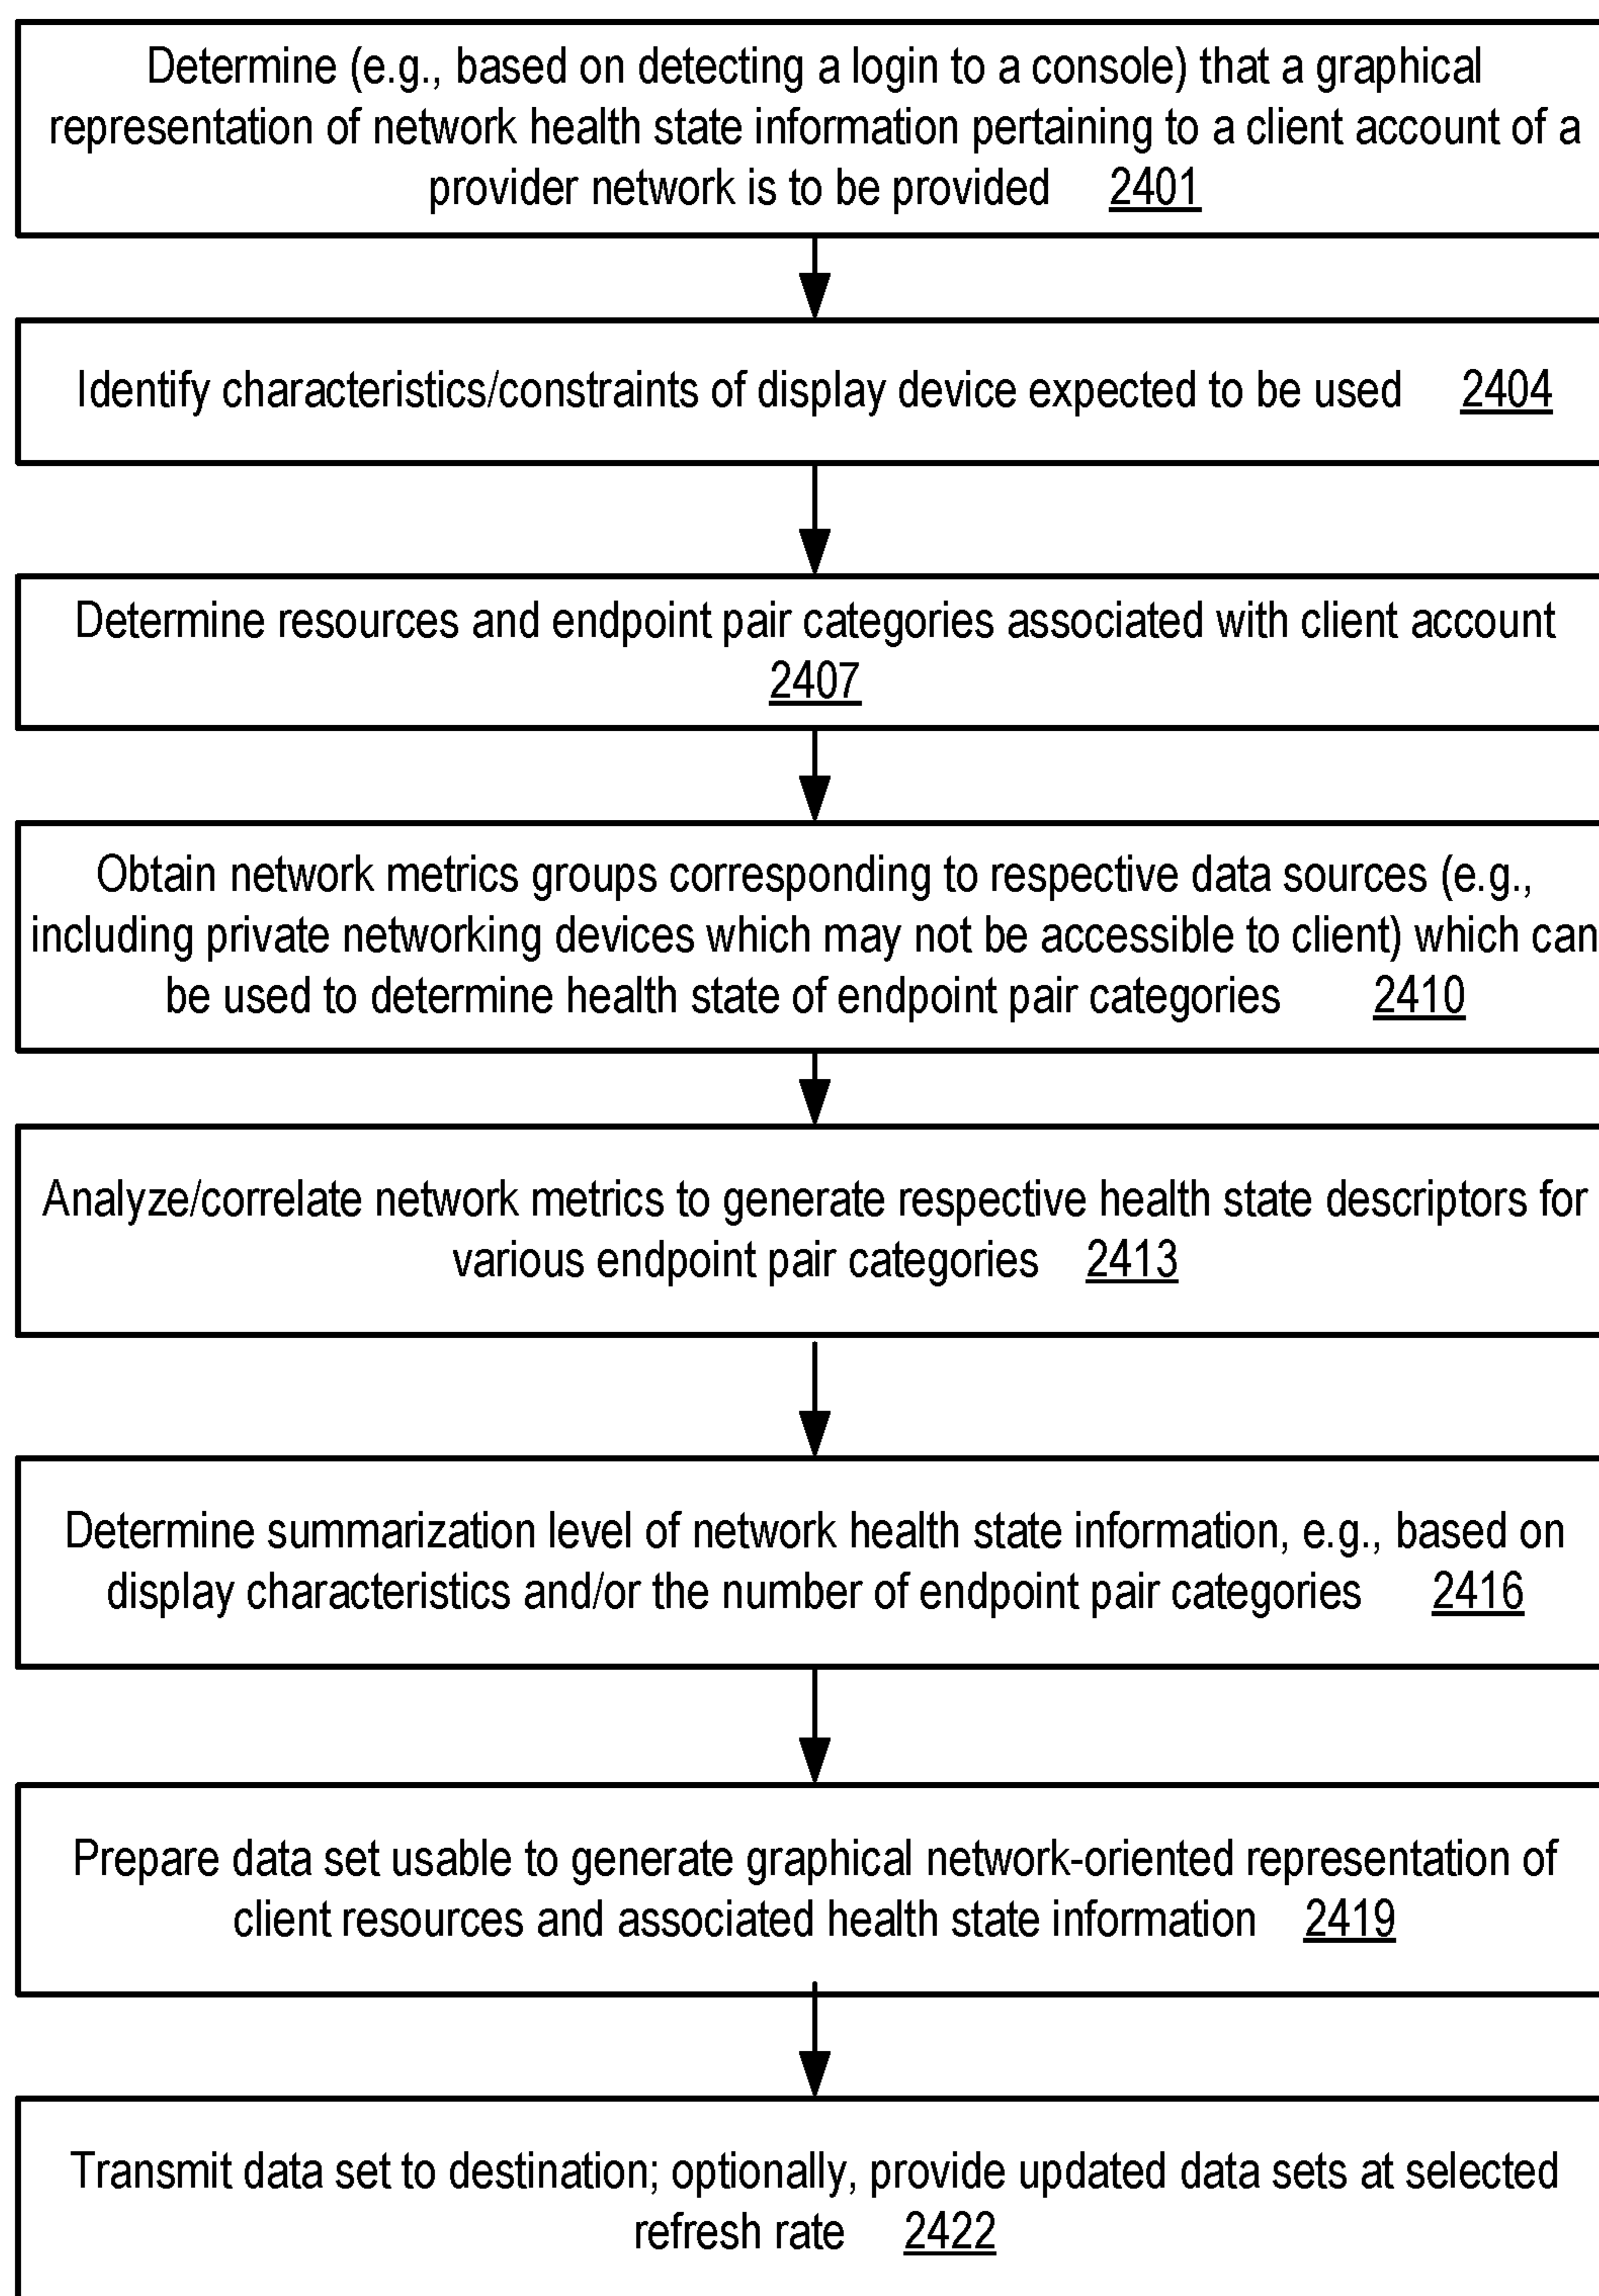 Determine (e.g., based on detecting a login to a console) that a graphical
representation of network health state information pertaining to a client account of a
provider network is to be provided 2401
Identify characteristics/constraints of display device expected to be used 2404
Determine resources and endpoint pair categories associated with client account
2407
Obtain network metrics groups corresponding to respective data sources (e.g.,
including private networking devices which may not be accessible to client) which can
be used to determine health state of endpoint pair categories 2410
Analyze/correlate network metrics to generate respective health state descriptors for
various endpoint pair categories 2413
Determine summarization level of network health state information, e.g., based on
display characteristics and/or the number of endpoint pair categories 2416
Prepare data set usable to generate graphical network-oriented representation of
client resources and associated health state information 2419
Transmit data set to destination; optionally, provide updated data sets at selected
refresh rate 2422